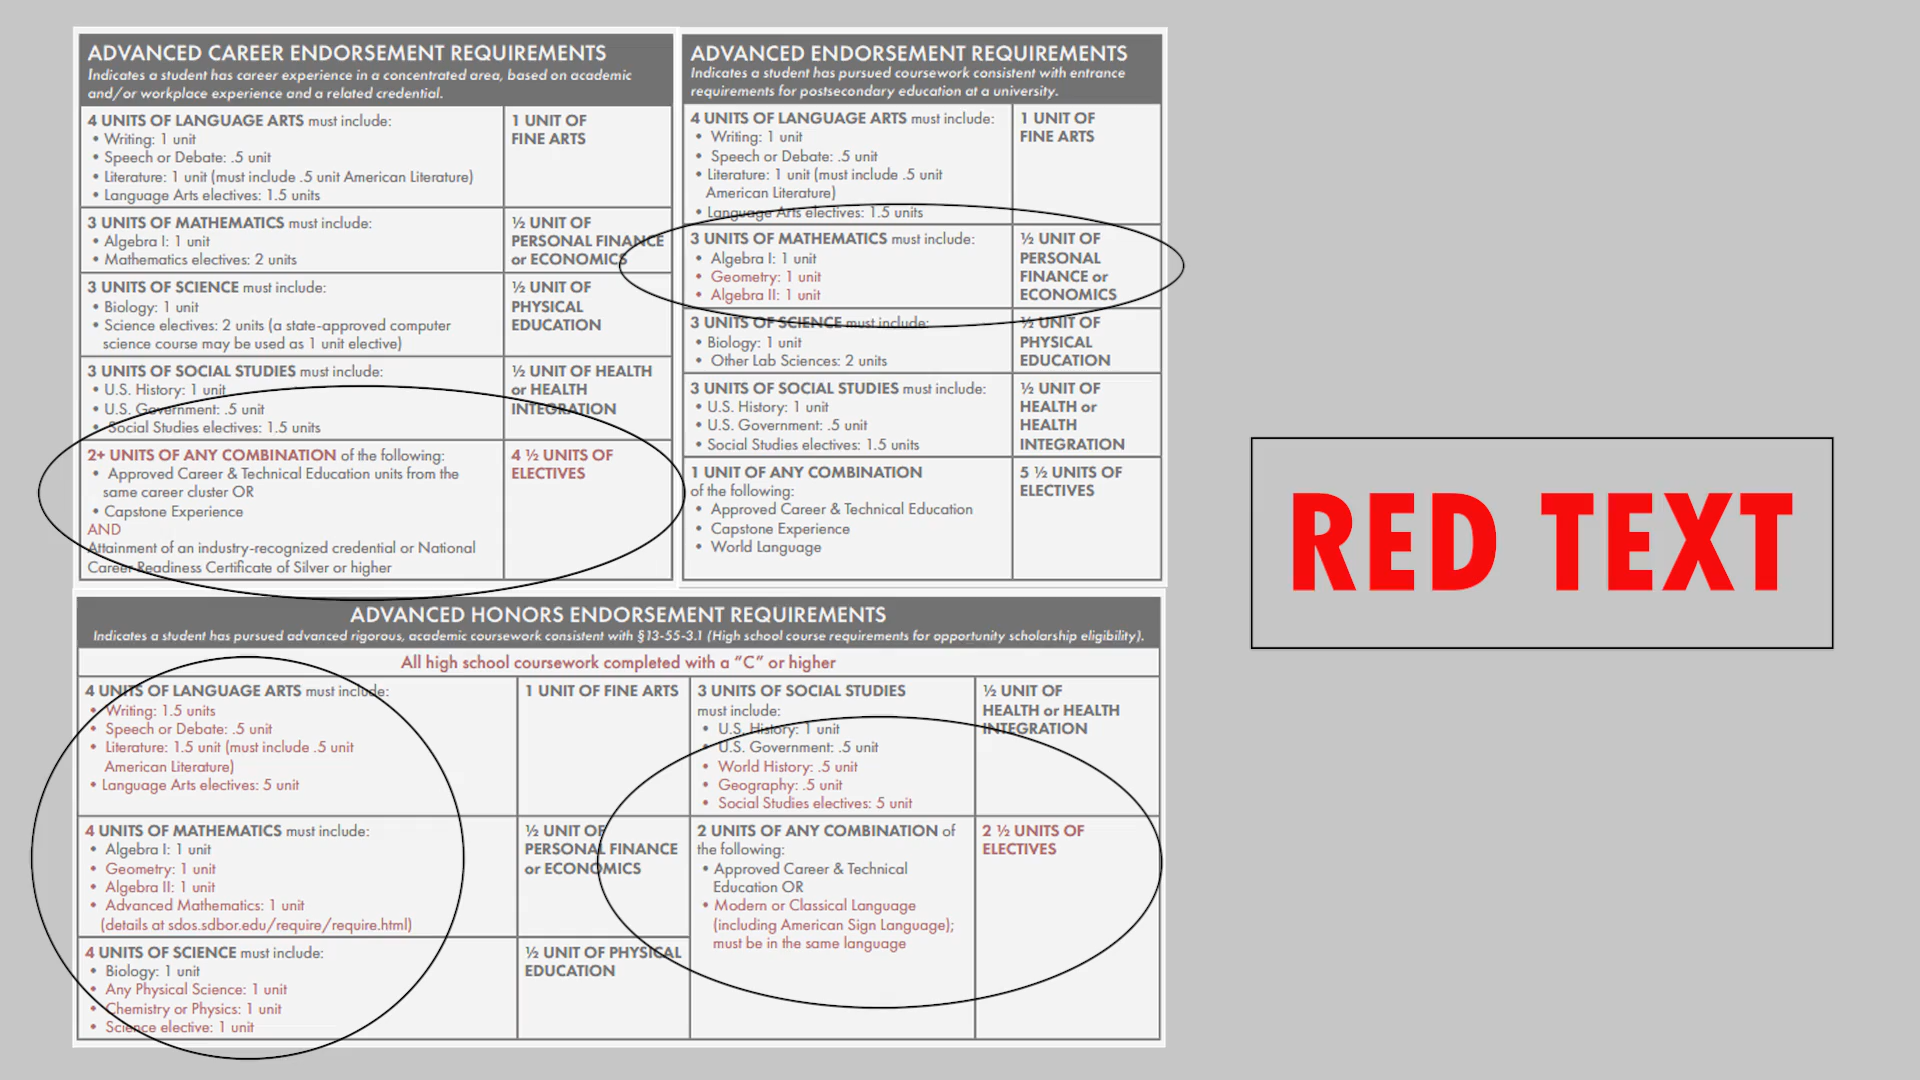 ADVANCED CAREER ENDORSEMENT REQUIREMENTS
Indicates a student has career experience in a concentrated area, based on academic
and/or workplace experience and a related credential.
4 UNITS OF LANGUAGE ARTS must include:
• Writing: 1 unit
• Speech or Debate: .5 unit
• Literature: 1 unit (must include .5 unit American Literature)
• Language Arts electives: 1.5 units
1 UNIT OF
FINE ARTS
3 UNITS OF MATHEMATICS must include:
• Algebra I: 1 unit
• Mathematics electives: 2 units
½ UNIT OF
PERSONAL FINANCE
or ECONOMICS
3 UNITS OF SCIENCE must include:
• Biology: 1 unit
• Science electives: 2 units (a state-approved computer
science course may be used as 1 unit elective)
½ UNIT OF
PHYSICAL
EDUCATION
3 UNITS OF SOCIAL STUDIES must include:
• U.S. History: 1 unit
• U.S. Government: .5 unit
• Social Studies electives: 1.5 units
½ UNIT OF HEALTH
or HEALTH
INTEGRATION
2+ UNITS OF ANY COMBINATION of the following:
• Approved Career & Technical Education units from the
same career cluster OR
• Capstone Experience
AND
Attainment of an industry-recognized credential or National
Career Readiness Certificate of Silver or higher
4 ½ UNITS OF
ELECTIVES
ADVANCED ENDORSEMENT REQUIREMENTS
Indicates a student has pursued coursework consistent with entrance
requirements for postsecondary education at a university.
4 UNITS OF LANGUAGE ARTS must include:
• Writing: 1 unit
• Speech or Debate: .5 unit
• Literature: 1 unit (must include .5 unit
American Literature)
• Language Arts electives: 1.5 units
1 UNIT OF
FINE ARTS
3 UNITS OF MATHEMATICS must include:
• Algebra I: 1 unit
• Geometry: 1 unit
• Algebra II: 1 unit
½ UNIT OF
PERSONAL
FINANCE or
ECONOMICS
3 UNITS OF SCIENCE must include:
• Biology: 1 unit
• Other Lab Sciences: 2 units
½ UNIT OF
PHYSICAL
EDUCATION
3 UNITS OF SOCIAL STUDIES must include:
• U.S. History: 1 unit
• U.S. Government: .5 unit
• Social Studies electives: 1.5 units
½ UNIT OF
HEALTH or
HEALTH
INTEGRATION
1 UNIT OF ANY COMBINATION
of the following:
• Approved Career & Technical Education
• Capstone Experience
• World Language
5 ½ UNITS OF
ELECTIVES
RED TEXT
ADVANCED HONORS ENDORSEMENT REQUIREMENTS
Indicates a student has pursued advanced rigorous, academic coursework consistent with §13-55-3.1 (High school course requirements for opportunity scholarship eligibility).
All high school coursework completed with a "C" or higher
4 UNITS OF LANGUAGE ARTS must include:
• Writing: 1.5 units
• Speech or Debate: .5 unit
• Literature: 1.5 unit (must include .5 unit
American Literature)
• Language Arts electives: 5 unit
1 UNIT OF FINE ARTS
4 UNITS OF MATHEMATICS must include:
• Algebra I: 1 unit
• Geometry: 1 unit
• Algebra II: 1 unit
• Advanced Mathematics: 1 unit
(details at sdos.sdbor.edu/require/require.html)
½ UNIT OF
PERSONAL FINANCE
or ECONOMICS
4 UNITS OF SCIENCE must include:
• Biology: 1 unit
• Any Physical Science: 1 unit
• Chemistry or Physics: 1 unit
• Science elective: 1 unit
½ UNIT OF PHYSICAL
EDUCATION
3 UNITS OF SOCIAL STUDIES
must include:
• U.S. History: 1 unit
• U.S. Government: .5 unit
• World History: .5 unit
• Geography: .5 unit
• Social Studies electives: 5 unit
½ UNIT OF
HEALTH or HEALTH
INTEGRATION
2 UNITS OF ANY COMBINATION of
the following:
• Approved Career & Technical
Education OR
• Modern or Classical Language
(including American Sign Language);
must be in the same language
2 ½ UNITS OF
ELECTIVES